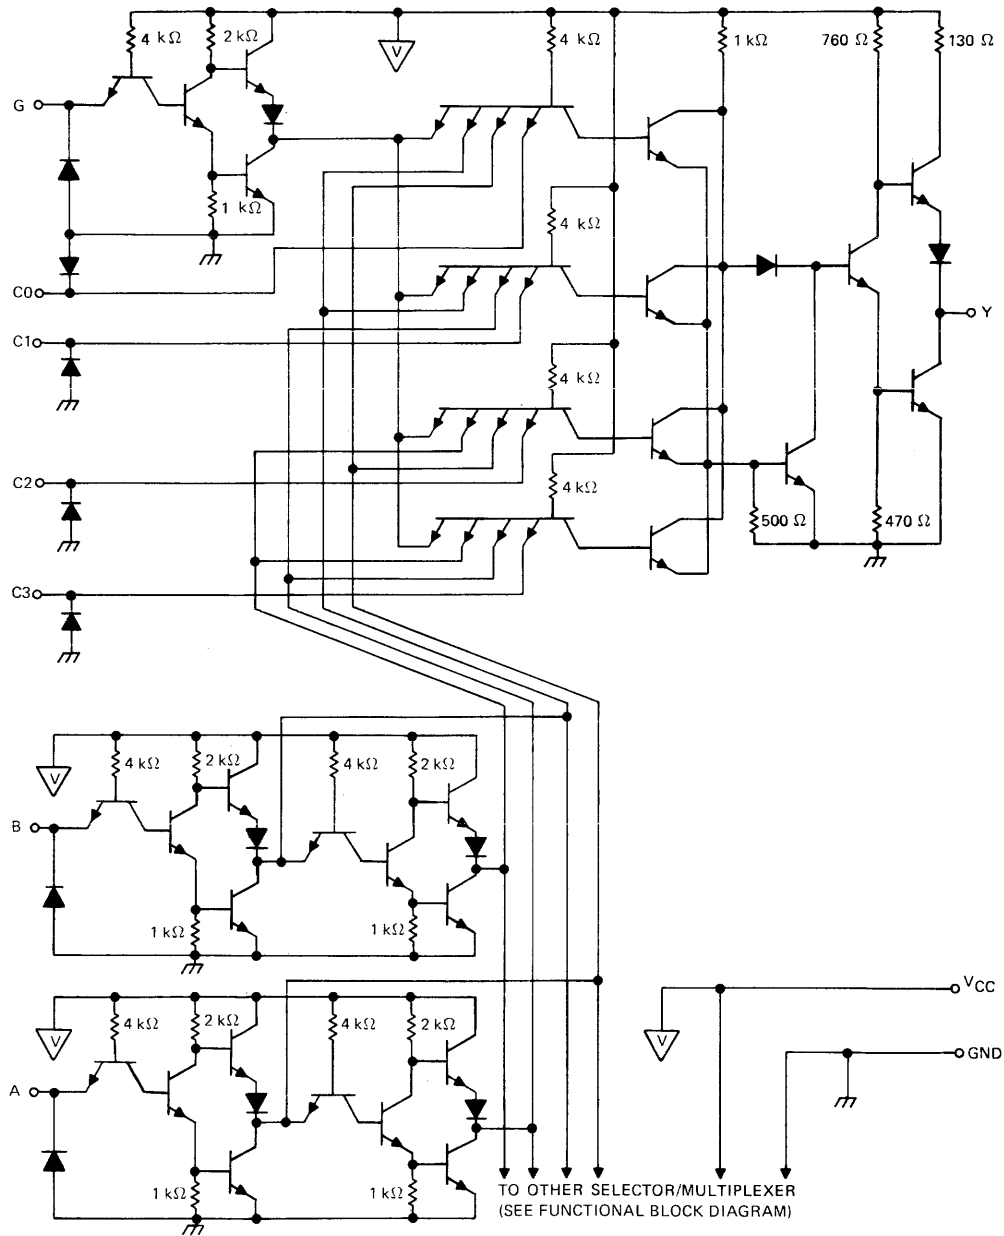 4 kΩ 2 kΩ V 4 kΩ 1 kΩ 760 Ω 130 Ω
G
1 kΩ
4 kΩ
C0
Y
C1
4 kΩ
C2
4 kΩ
500 Ω 470 Ω
C3
V 4 kΩ 2 kΩ 4 kΩ 2 kΩ
B
1 kΩ 1 kΩ
VCC
V 4 kΩ 2 kΩ 4 kΩ 2 kΩ V
GND
A
1 kΩ 1 kΩ
TO OTHER SELECTOR/MULTIPLEXER
(SEE FUNCTIONAL BLOCK DIAGRAM)